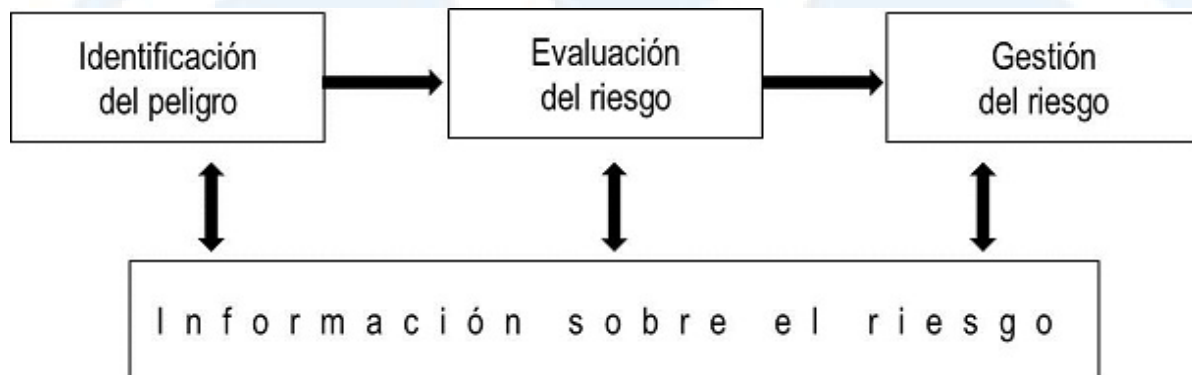 Identificación
del peligro
Evaluación
del riesgo
Gestión
del riesgo
Información sobre el riesgo